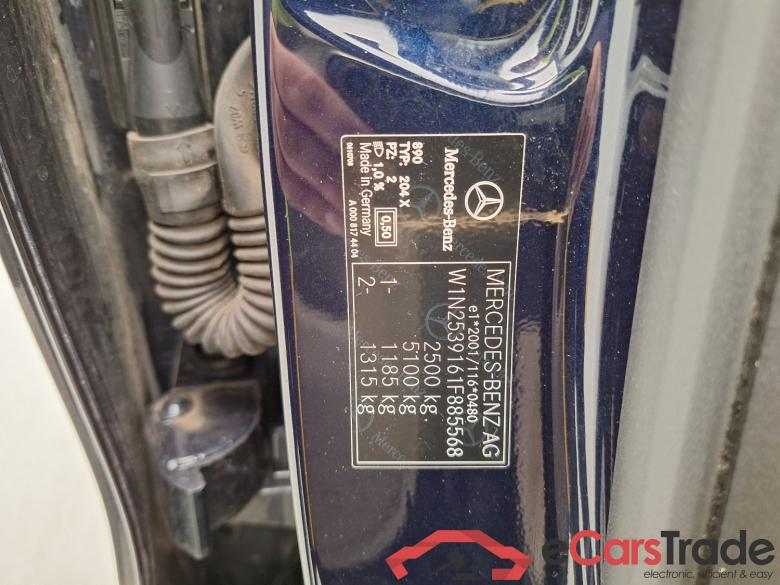 Mercedes-Benz
890
TYP: 204 X
PZ: 2
1,0 % 0,50
Made in Germany
A 000 817 44 04
MERCEDES-BENZ AG
e1*2001/116*0480
W1N2539161F885568
2500 kg.
5100 kg
1- 1185 kg
2- 1315 kg
eCarsTrade
electronic, efficient & easy